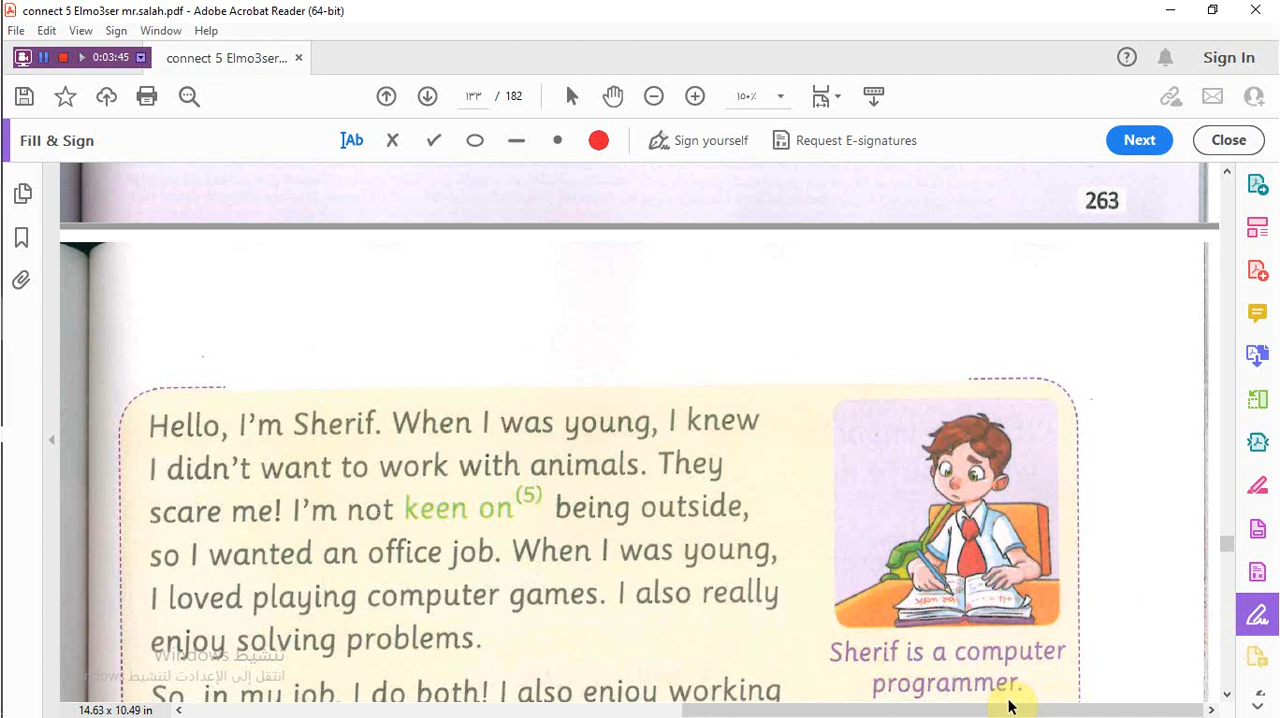 connect 5 Elmo3ser mr.salah.pdf - Adobe Acrobat Reader (64-bit)
File Edit View Sign Window Help
0:03:45
connect 5 Elmo3ser... ×
Sign In
١٣٣ / 182
١٥٠٪
Fill & Sign
Ab
Sign yourself
Request E-signatures
Next
Close
263
Hello, I'm Sherif. When I was young, I knew
I didn't want to work with animals. They
scare me! I'm not keen on(5) being outside,
so I wanted an office job. When I was young,
I loved playing computer games. I also really
enjoy solving problems.
So, in my job, I do both! I also enjoy working
Sherif is a computer
programmer.
تنشيط Windows
انتقل إلى الإعدادات لتنشيط
14.63 x 10.49 in